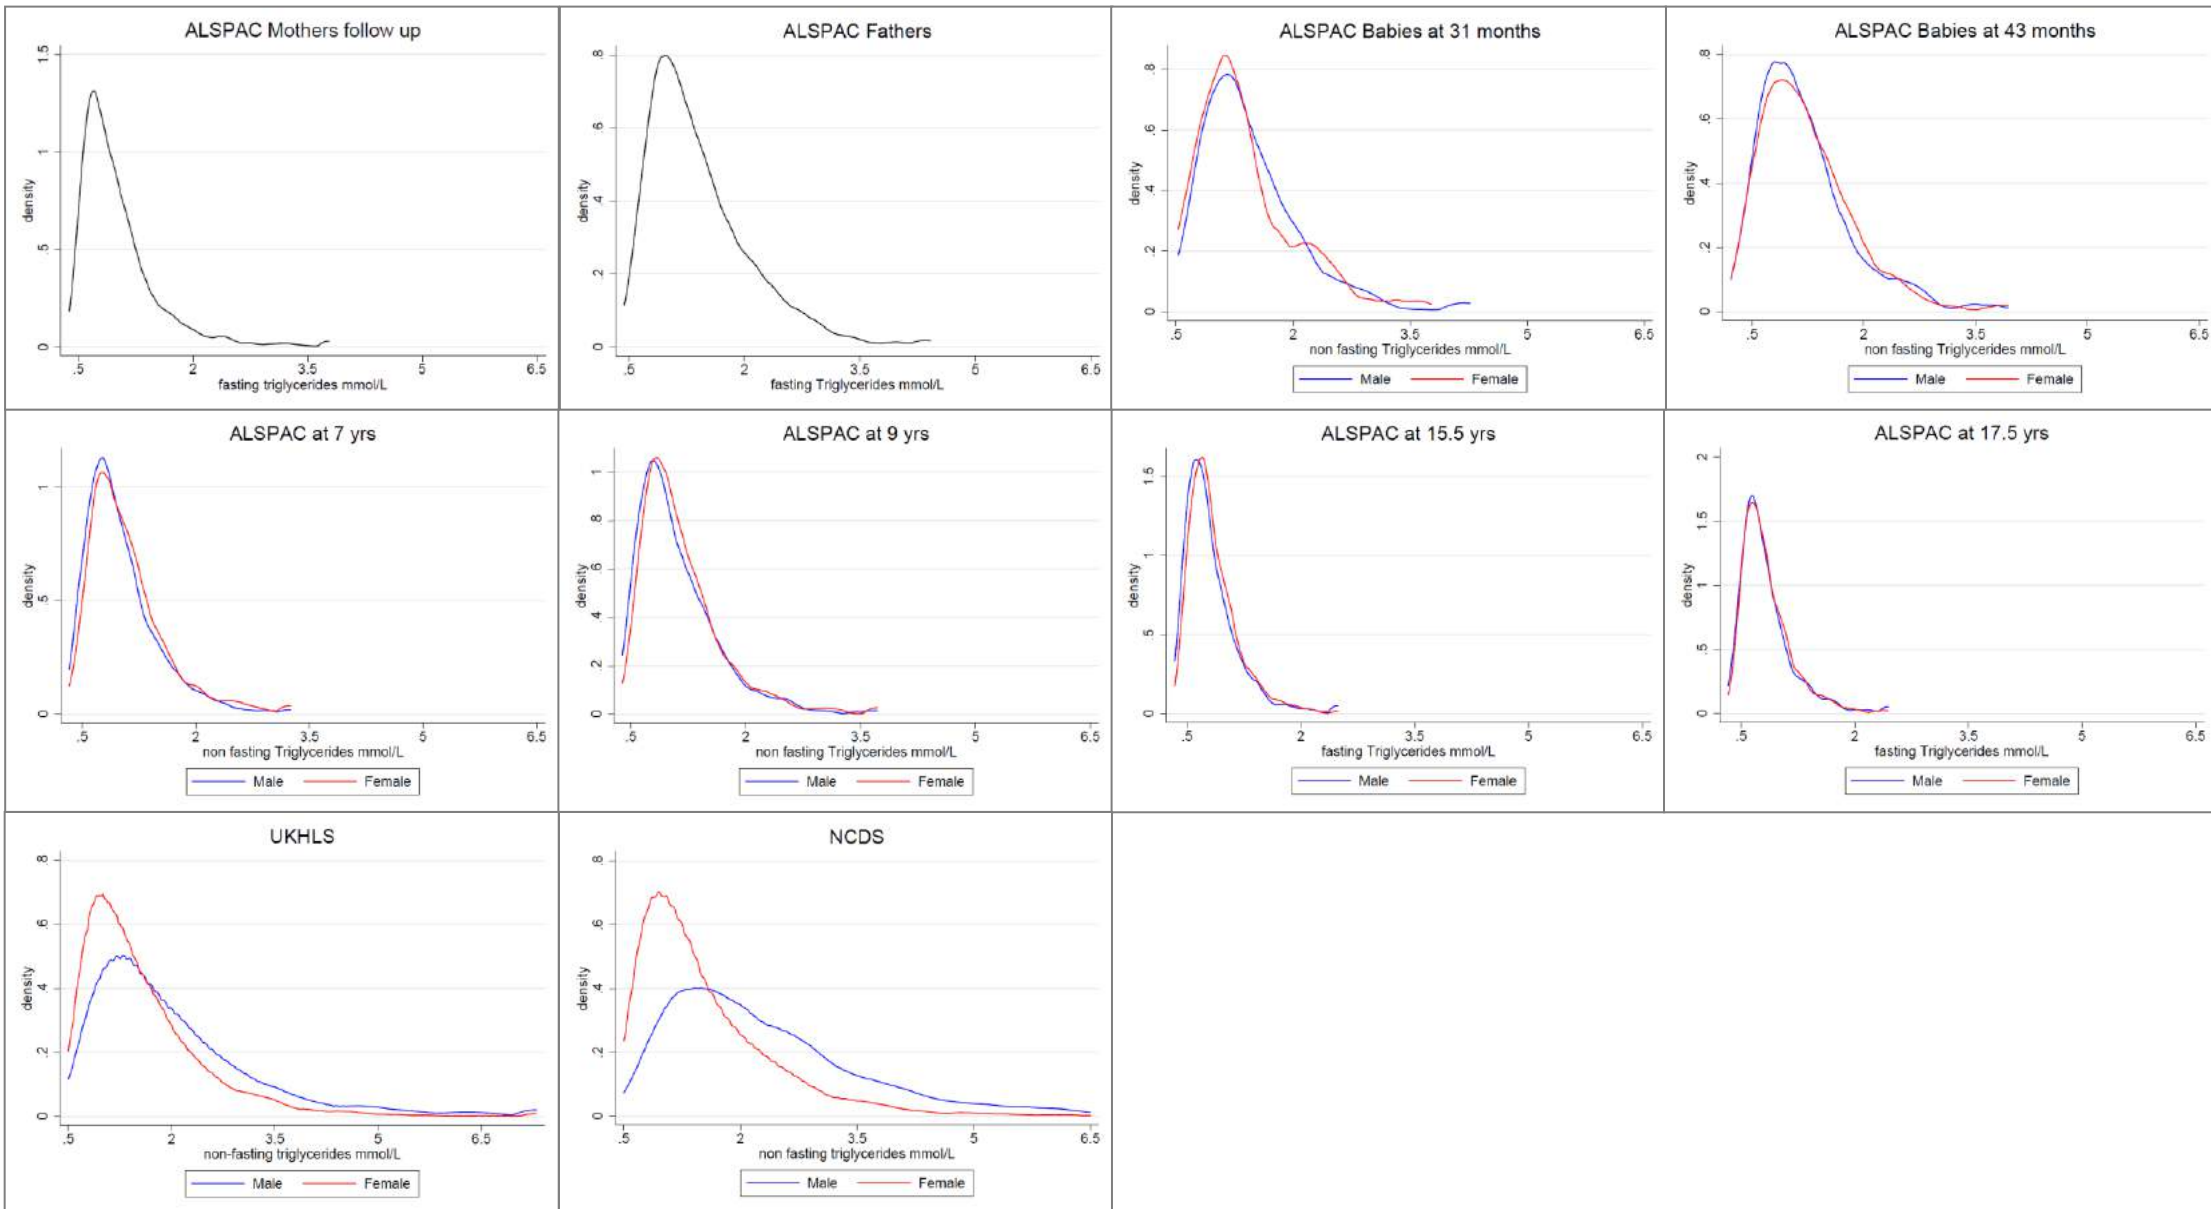 ALSPAC Mothers follow up
1.5
1
.5
0
density
.5 2 3.5 5 6.5
fasting triglycerides mmol/L
ALSPAC Fathers
.8
.6
.4
.2
0
density
.5 2 3.5 5 6.5
fasting Triglycerides mmol/L
ALSPAC Babies at 31 months
.8
.6
.4
.2
0
density
.5 2 3.5 5 6.5
non fasting Triglycerides mmol/L
Male Female
ALSPAC Babies at 43 months
.8
.6
.4
.2
0
density
.5 2 3.5 5 6.5
non fasting Triglycerides mmol/L
Male Female
ALSPAC at 7 yrs
1
.5
0
density
.5 2 3.5 5 6.5
non fasting Triglycerides mmol/L
Male Female
ALSPAC at 9 yrs
1
.8
.6
.4
.2
0
density
.5 2 3.5 5 6.5
non fasting Triglycerides mmol/L
Male Female
ALSPAC at 15.5 yrs
1.5
1
.5
0
density
.5 2 3.5 5 6.5
fasting Triglycerides mmol/L
Male Female
ALSPAC at 17.5 yrs
2
1.5
1
.5
0
density
.5 2 3.5 5 6.5
fasting Triglycerides mmol/L
Male Female
UKHLS
.8
.6
.4
.2
0
density
.5 2 3.5 5 6.5
non-fasting triglycerides mmol/L
Male Female
NCDS
.8
.6
.4
.2
0
density
.5 2 3.5 5 6.5
non fasting triglycerides mmol/L
Male Female